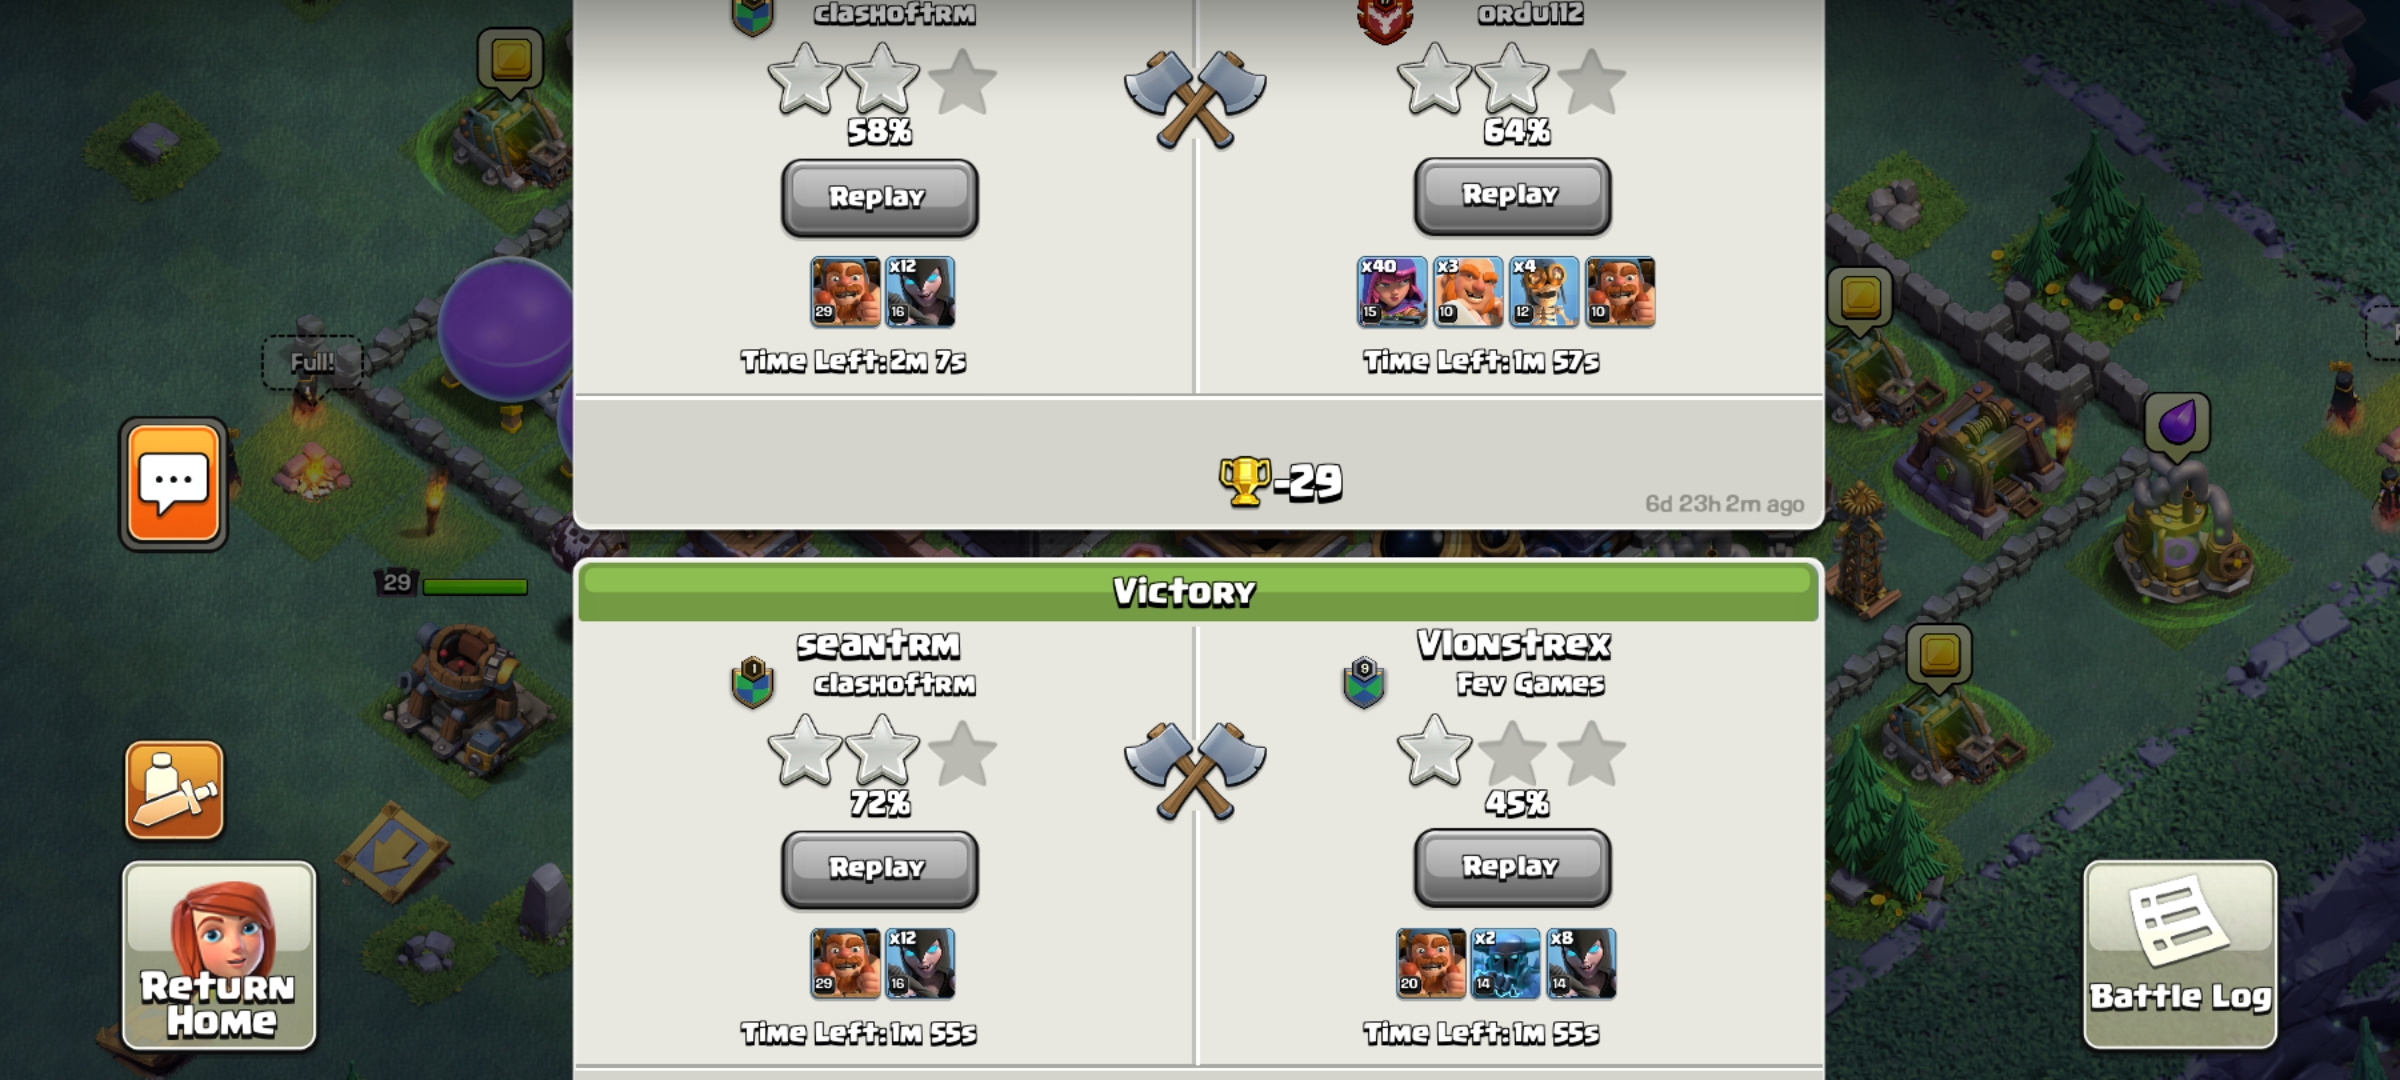 clashoftrm
ordu112
58%
64%
Replay
Replay
29
x12
16
x40
15
x3
10
x4
12
10
Time Left: 2m 7s
Time Left: 1m 57s
Full!
-29
6d 23h 2m ago
29
Victory
seantrm
Vlonstrex
1
clashoftrm
9
Fev Games
72%
45%
Replay
Replay
29
x12
16
20
x2
14
x8
14
Time Left: 1m 55s
Time Left: 1m 55s
Return
Home
Battle Log